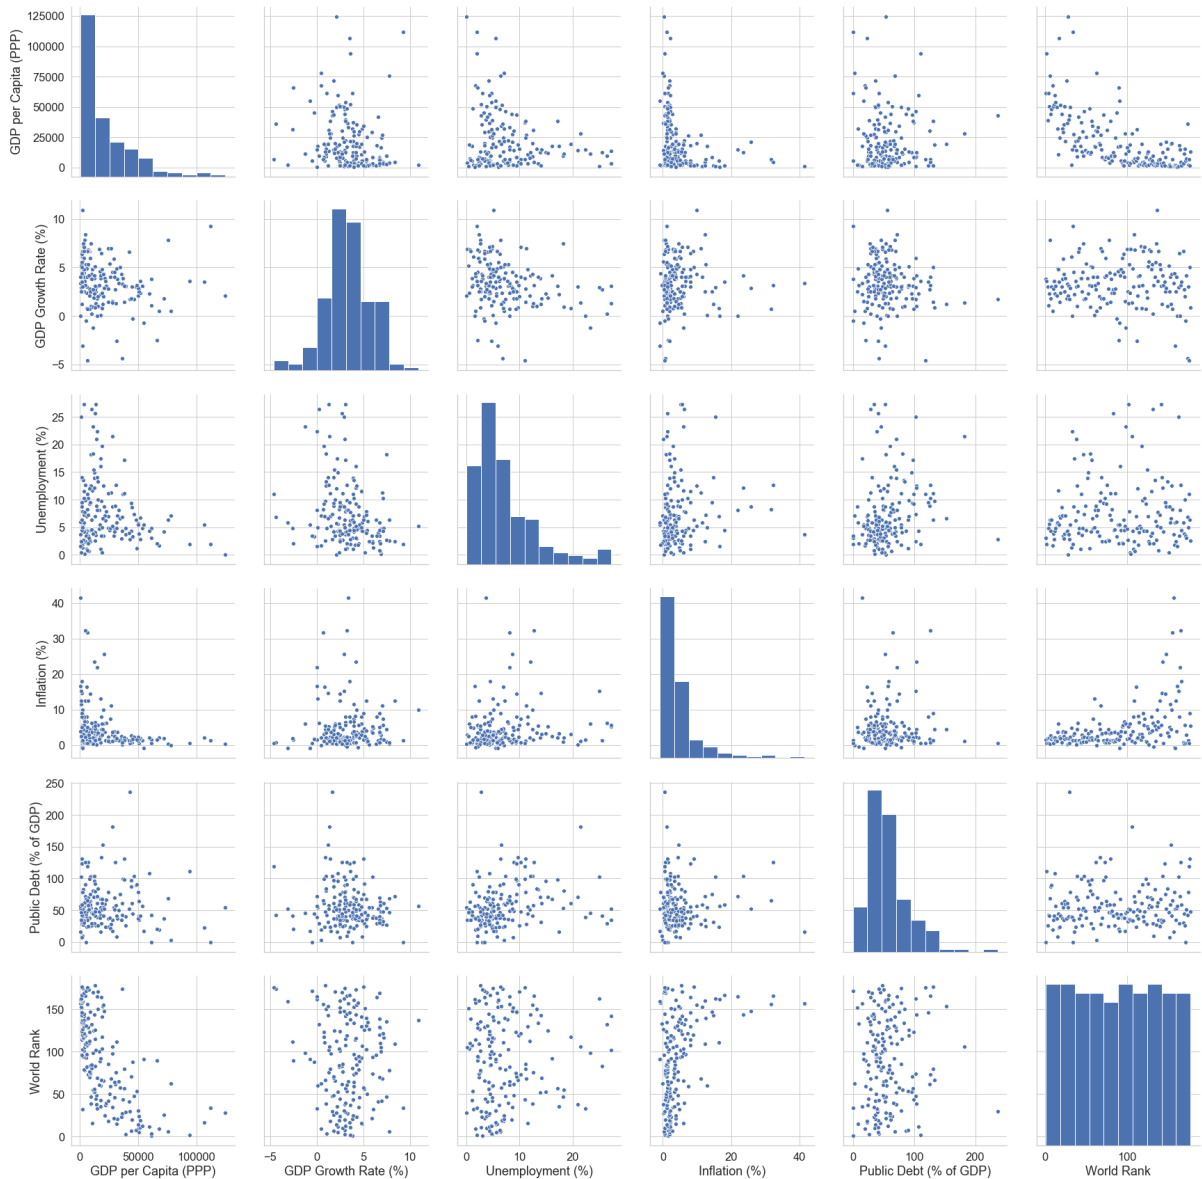 125000
100000
75000
50000
25000
0
GDP per Capita (PPP)
10
5
0
−5
GDP Growth Rate (%)
25
20
15
10
5
0
Unemployment (%)
40
30
20
10
0
Inflation (%)
250
200
150
100
50
0
Public Debt (% of GDP)
150
100
50
0
World Rank
0 50000 100000
GDP per Capita (PPP)
−5 0 5 10
GDP Growth Rate (%)
0 10 20
Unemployment (%)
0 20 40
Inflation (%)
0 100 200
Public Debt (% of GDP)
0 100
World Rank